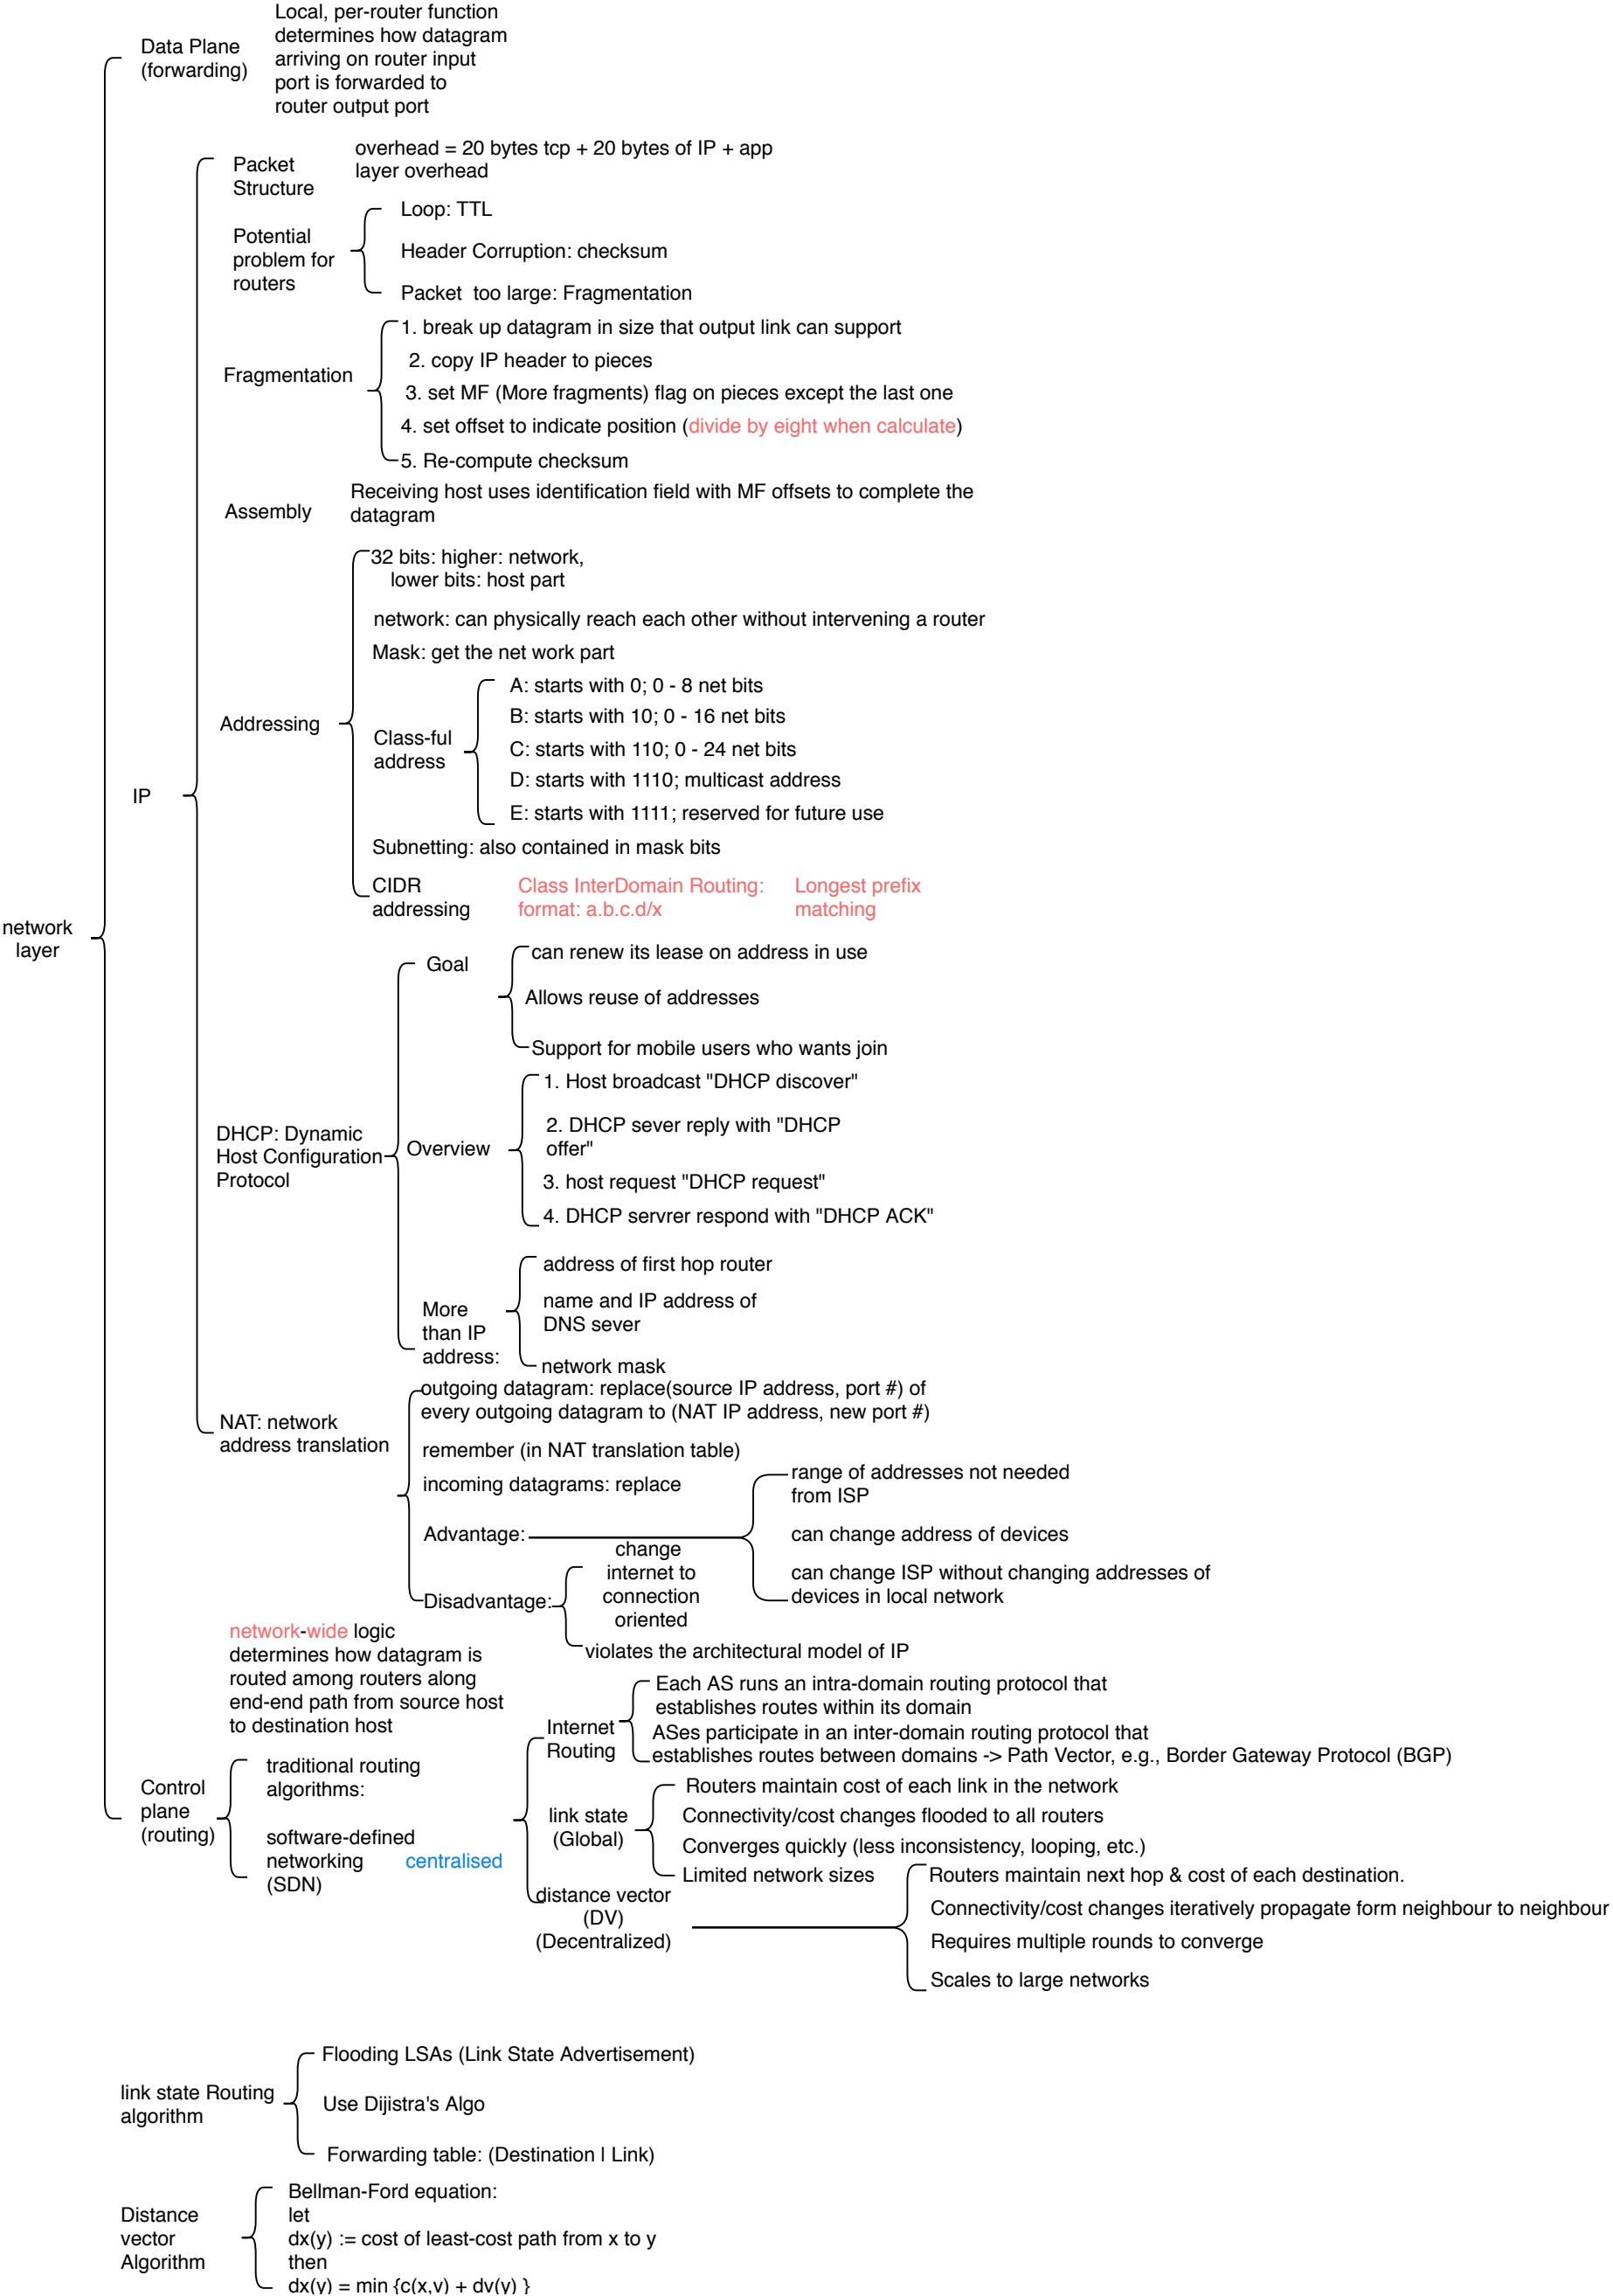 Local, per-router function
determines how datagram
arriving on router input
port is forwarded to
router output port
Data Plane
(forwarding)
overhead = 20 bytes tcp + 20 bytes of IP + app
layer overhead
Packet
Structure
Loop: TTL
Potential
problem for
routers
Header Corruption: checksum
Packet  too large: Fragmentation
1. break up datagram in size that output link can support
2. copy IP header to pieces
Fragmentation
3. set MF (More fragments) flag on pieces except the last one
4. set offset to indicate position (divide by eight when calculate)
5. Re-compute checksum
Assembly
Receiving host uses identification field with MF offsets to complete the
datagram
32 bits: higher: network,
lower bits: host part
network: can physically reach each other without intervening a router
Mask: get the net work part
Addressing
Class-ful
address
A: starts with 0; 0 - 8 net bits
B: starts with 10; 0 - 16 net bits
C: starts with 110; 0 - 24 net bits
D: starts with 1110; multicast address
E: starts with 1111; reserved for future use
IP
Subnetting: also contained in mask bits
CIDR
addressing
Class InterDomain Routing:
format: a.b.c.d/x
Longest prefix
matching
network
layer
Goal
can renew its lease on address in use
Allows reuse of addresses
Support for mobile users who wants join
DHCP: Dynamic
Host Configuration
Protocol
Overview
1. Host broadcast "DHCP discover"
2. DHCP sever reply with "DHCP
offer"
3. host request "DHCP request"
4. DHCP servrer respond with "DHCP ACK"
More
than IP
address:
address of first hop router
name and IP address of
DNS sever
network mask
NAT: network
address translation
outgoing datagram: replace(source IP address, port #) of
every outgoing datagram to (NAT IP address, new port #)
remember (in NAT translation table)
incoming datagrams: replace
Advantage:
range of addresses not needed
from ISP
can change address of devices
can change ISP without changing addresses of
devices in local network
Disadvantage:
change
internet to
connection
oriented
violates the architectural model of IP
network-wide logic
determines how datagram is
routed among routers along
end-end path from source host
to destination host
Control
plane
(routing)
traditional routing
algorithms:
software-defined
networking
(SDN)
centralised
Internet
Routing
Each AS runs an intra-domain routing protocol that
establishes routes within its domain
ASes participate in an inter-domain routing protocol that
establishes routes between domains -> Path Vector, e.g., Border Gateway Protocol (BGP)
link state
(Global)
Routers maintain cost of each link in the network
Connectivity/cost changes flooded to all routers
Converges quickly (less inconsistency, looping, etc.)
Limited network sizes
distance vector
(DV)
(Decentralized)
Routers maintain next hop & cost of each destination.
Connectivity/cost changes iteratively propagate form neighbour to neighbour
Requires multiple rounds to converge
Scales to large networks
link state Routing
algorithm
Flooding LSAs (Link State Advertisement)
Use Dijistra's Algo
Forwarding table: (Destination | Link)
Distance
vector
Algorithm
Bellman-Ford equation:
let
dx(y) := cost of least-cost path from x to y
then
dx(y) = min {c(x,v) + dv(y) }